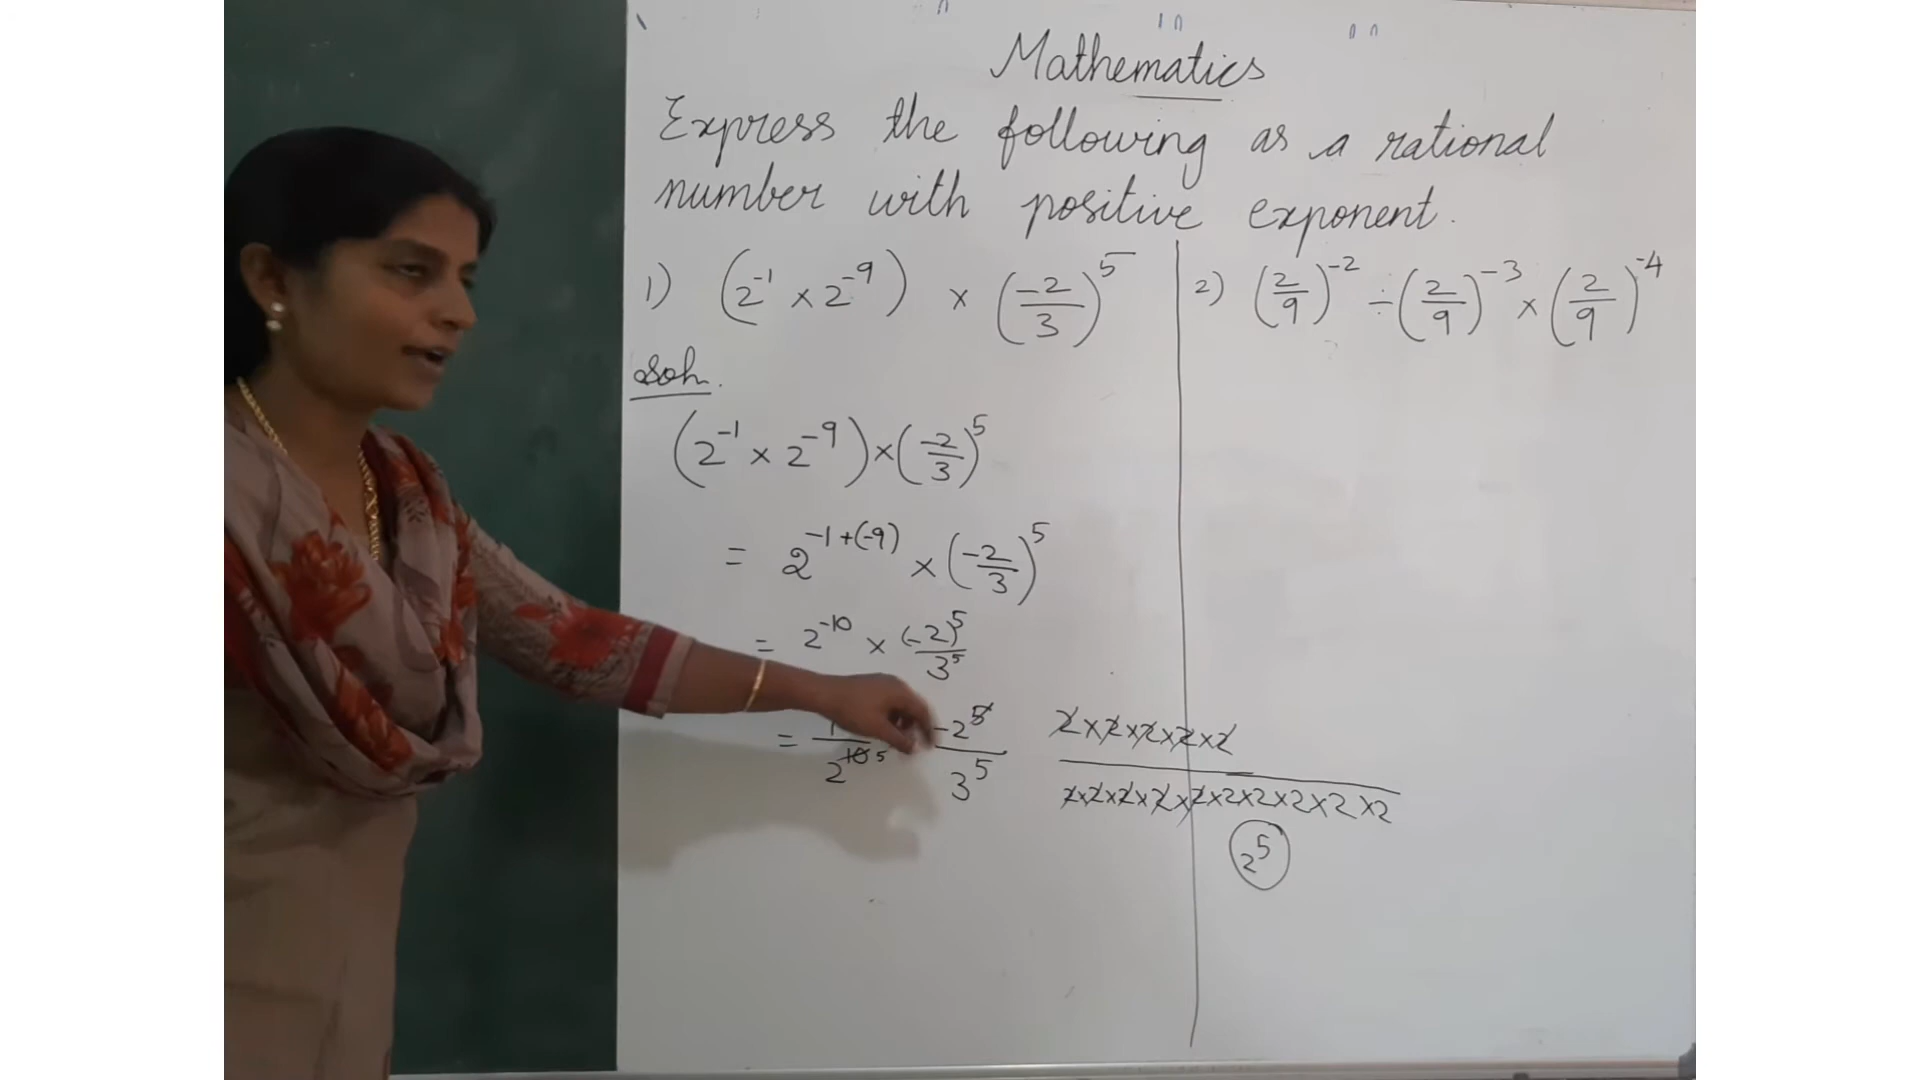 Mathematics
Express the following as a rational
number with positive exponent.
1) (2⁻¹ × 2⁻⁹) × (-2/3)⁵
2) (2/9)⁻² ÷ (2/9)⁻³ × (2/9)⁻⁴
Soln.
(2⁻¹ × 2⁻⁹) × (-2/3)⁵
= 2⁻¹⁺⁽⁻⁹⁾ × (-2/3)⁵
= 2⁻¹⁰ × (-2)⁵/3⁵
= 1/2¹⁰ ⁵ -2⁵/3⁵
2×2×2×2×2
2×2×2×2×2×2×2×2×2×2
2⁵